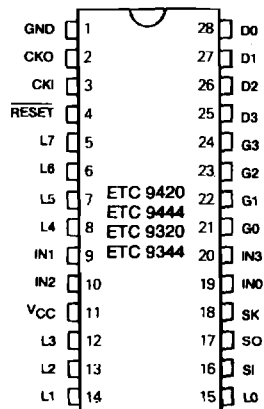 GND 1 28 D0
CKO 2 27 D1
CKI 3 26 D2
RESET 4 25 D3
L7 5 24 G3
L6 6 23 G2
L5 7 ETC 9420 22 G1
L4 8 ETC 9444 21 G0
IN1 9 ETC 9320 20 IN3
IN2 10 ETC 9344 19 IN0
VCC 11 18 SK
L3 12 17 SO
L2 13 16 SI
L1 14 15 L0